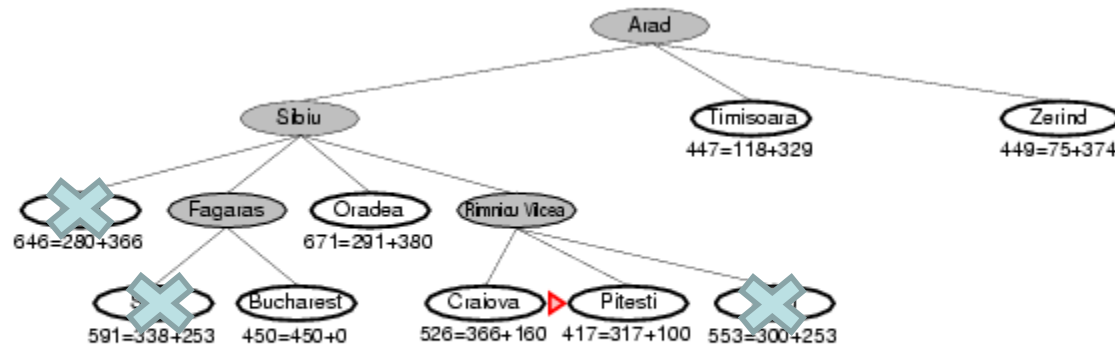 Arad
Sibiu Timisoara Zerind
447=118+329 449=75+374
Fagaras Oradea Rimnicu Vilcea
646=280+366 671=291+380
Bucharest Craiova Pitesti
591=338+253 450=450+0 526=366+160 417=317+100 553=300+253